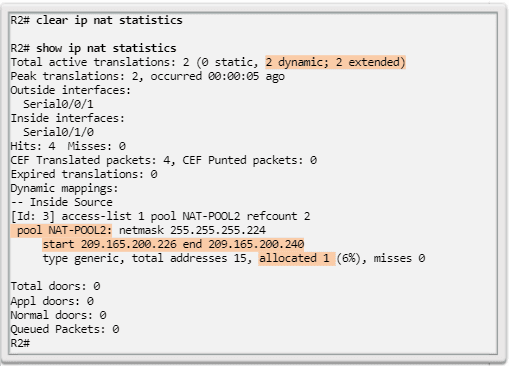 R2# clear ip nat statistics
R2# show ip nat statistics
Total active translations: 2 (0 static, 2 dynamic; 2 extended)
Peak translations: 2, occurred 00:00:05 ago
Outside interfaces:
Serial0/0/1
Inside interfaces:
Serial0/1/0
Hits: 4 Misses: 0
CEF Translated packets: 4, CEF Punted packets: 0
Expired translations: 0
Dynamic mappings:
-- Inside Source
[Id: 3] access-list 1 pool NAT-POOL2 refcount 2
pool NAT-POOL2: netmask 255.255.255.224
start 209.165.200.226 end 209.165.200.240
type generic, total addresses 15, allocated 1 (6%), misses 0
Total doors: 0
Appl doors: 0
Normal doors: 0
Queued Packets: 0
R2#